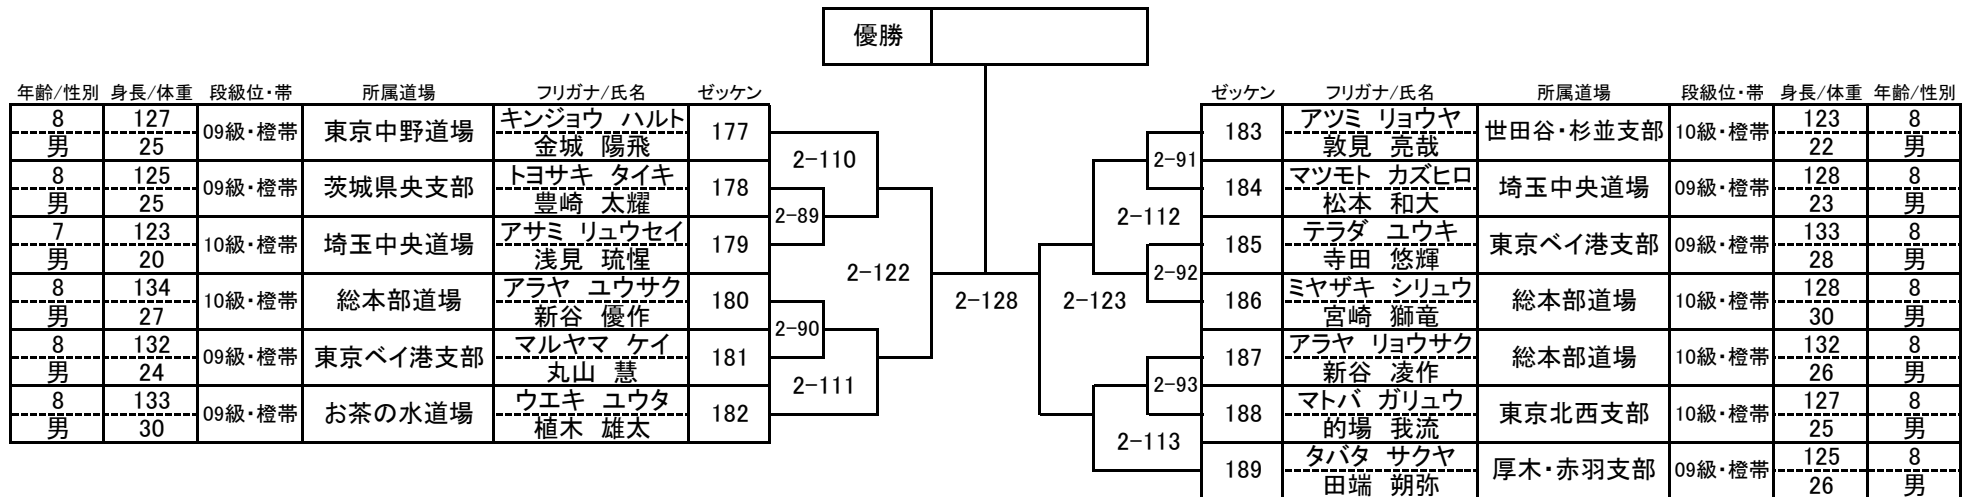 優勝
年齢/性別 身長/体重 段級位・帯 所属道場 フリガナ/氏名 ゼッケン
8 127 09級・橙帯 東京中野道場 キンジョウ ハルト 177
男 25 金城 陽飛
8 125 09級・橙帯 茨城県央支部 トヨサキ タイキ 178
男 25 豊崎 太耀
7 123 10級・橙帯 埼玉中央道場 アサミ リュウセイ 179
男 20 浅見 琉惺
8 134 10級・橙帯 総本部道場 アラヤ ユウサク 180
男 27 新谷 優作
8 132 09級・橙帯 東京ベイ港支部 マルヤマ ケイ 181
男 24 丸山 慧
8 133 09級・橙帯 お茶の水道場 ウエキ ユウタ 182
男 30 植木 雄太
2-110
2-89
2-122
2-90
2-111
2-128
2-123
2-91
2-112
2-92
2-93
2-113
ゼッケン フリガナ/氏名 所属道場 段級位・帯 身長/体重 年齢/性別
183 アツミ リョウヤ 世田谷・杉並支部 10級・橙帯 123 8
敦見 亮哉 22 男
184 マツモト カズヒロ 埼玉中央道場 09級・橙帯 128 8
松本 和大 23 男
185 テラダ ユウキ 東京ベイ港支部 09級・橙帯 133 8
寺田 悠輝 28 男
186 ミヤザキ シリュウ 総本部道場 10級・橙帯 128 8
宮崎 獅竜 30 男
187 アラヤ リョウサク 総本部道場 10級・橙帯 132 8
新谷 凌作 26 男
188 マトバ ガリュウ 東京北西支部 10級・橙帯 127 8
的場 我流 25 男
189 タバタ サクヤ 厚木・赤羽支部 09級・橙帯 125 8
田端 朔弥 26 男